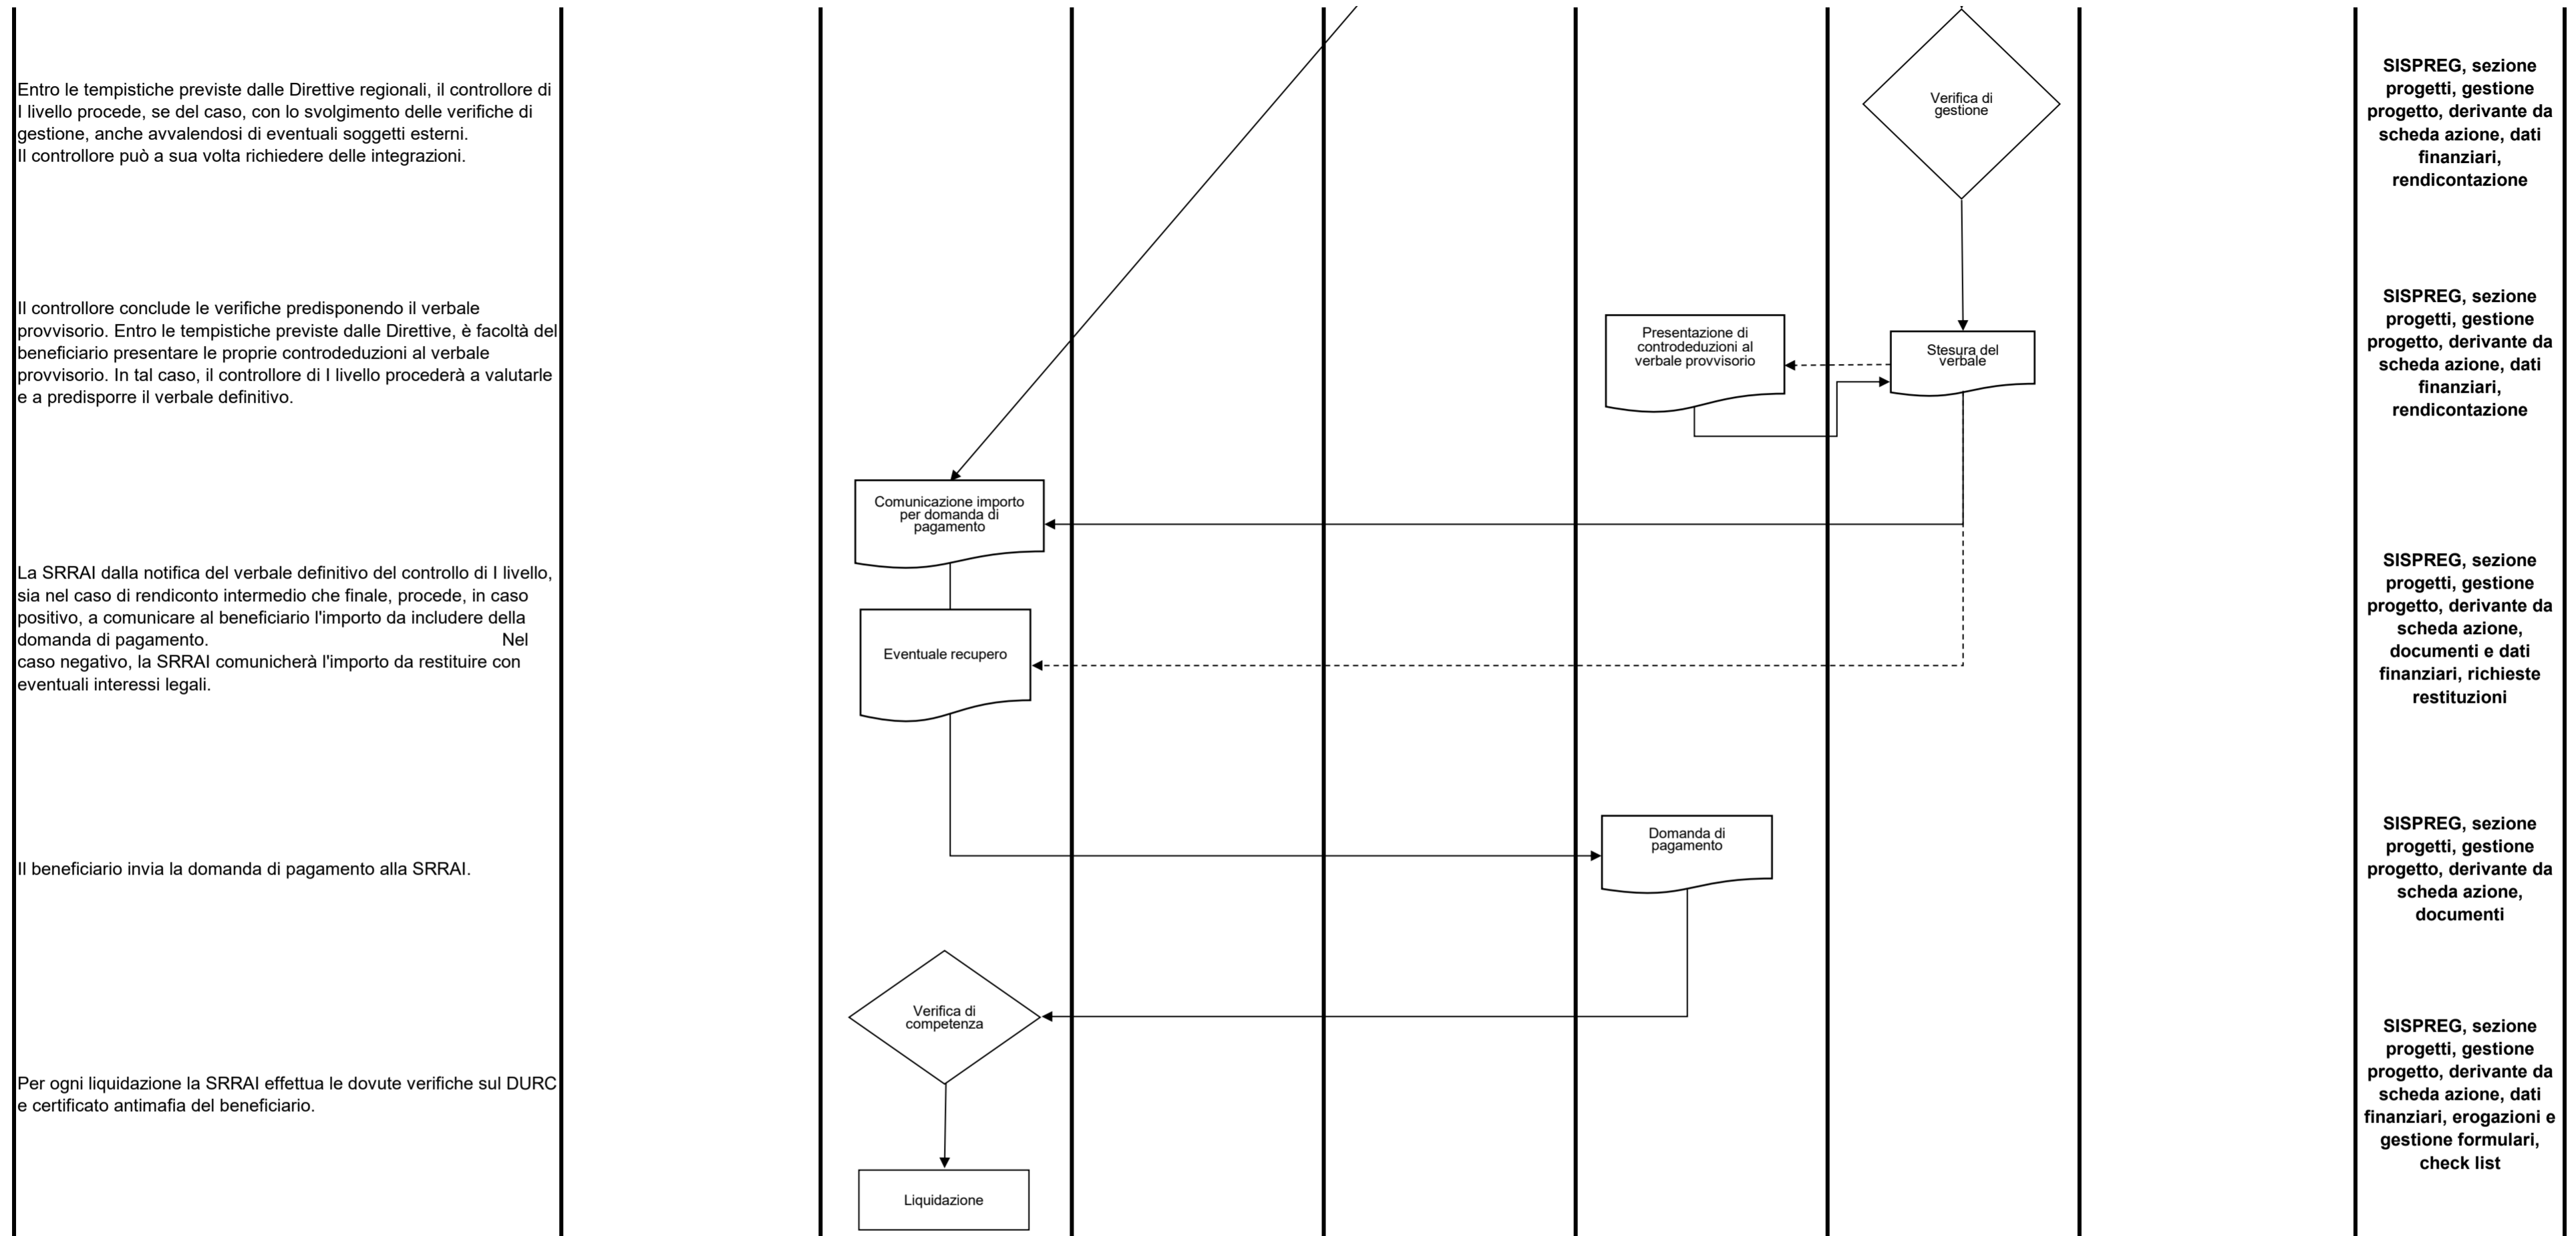 Entro le tempistiche previste dalle Direttive regionali, il controllore di
I livello procede, se del caso, con lo svolgimento delle verifiche di
gestione, anche avvalendosi di eventuali soggetti esterni.
Il controllore può a sua volta richiedere delle integrazioni.
Verifica di
gestione
SISPREG, sezione
progetti, gestione
progetto, derivante da
scheda azione, dati
finanziari,
rendicontazione
Il controllore conclude le verifiche predisponendo il verbale
provvisorio. Entro le tempistiche previste dalle Direttive, è facoltà del
beneficiario presentare le proprie controdeduzioni al verbale
provvisorio. In tal caso, il controllore di I livello procederà a valutarle
e a predisporre il verbale definitivo.
Presentazione di
controdeduzioni al
verbale provvisorio
Stesura del
verbale
SISPREG, sezione
progetti, gestione
progetto, derivante da
scheda azione, dati
finanziari,
rendicontazione
Comunicazione importo
per domanda di
pagamento
La SRRAI dalla notifica del verbale definitivo del controllo di I livello,
sia nel caso di rendiconto intermedio che finale, procede, in caso
positivo, a comunicare al beneficiario l'importo da includere della
domanda di pagamento. Nel
caso negativo, la SRRAI comunicherà l'importo da restituire con
eventuali interessi legali.
Eventuale recupero
SISPREG, sezione
progetti, gestione
progetto, derivante da
scheda azione,
documenti e dati
finanziari, richieste
restituzioni
Il beneficiario invia la domanda di pagamento alla SRRAI.
Domanda di
pagamento
SISPREG, sezione
progetti, gestione
progetto, derivante da
scheda azione,
documenti
Verifica di
competenza
Per ogni liquidazione la SRRAI effettua le dovute verifiche sul DURC
e certificato antimafia del beneficiario.
Liquidazione
SISPREG, sezione
progetti, gestione
progetto, derivante da
scheda azione, dati
finanziari, erogazioni e
gestione formulari,
check list